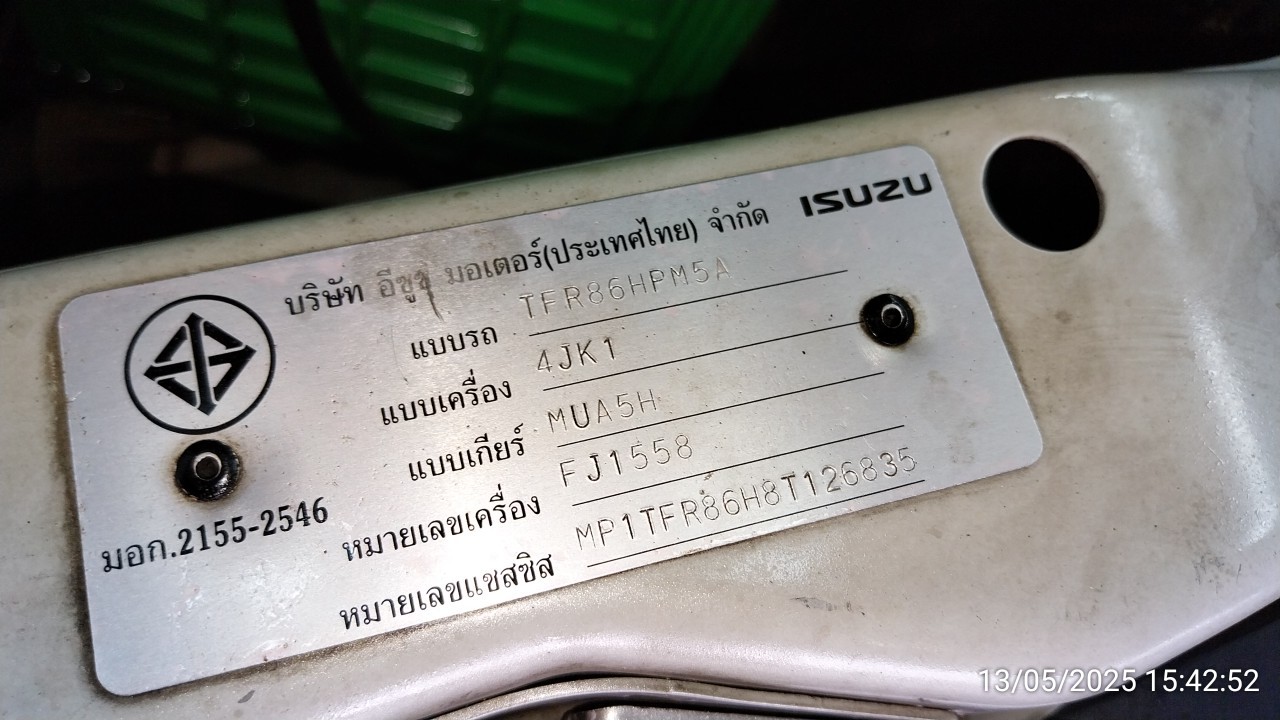 บริษัท อีซูซุ มอเตอร์(ประเทศไทย) จำกัด ISUZU
แบบรถ TFR86HPM5A
แบบเครื่อง 4JK1
แบบเกียร์ MUA5H
หมายเลขเครื่อง FJ1558
หมายเลขแชสซิส MP1TFR86H8T126835
มอก.2155-2546
13/05/2025 15:42:52